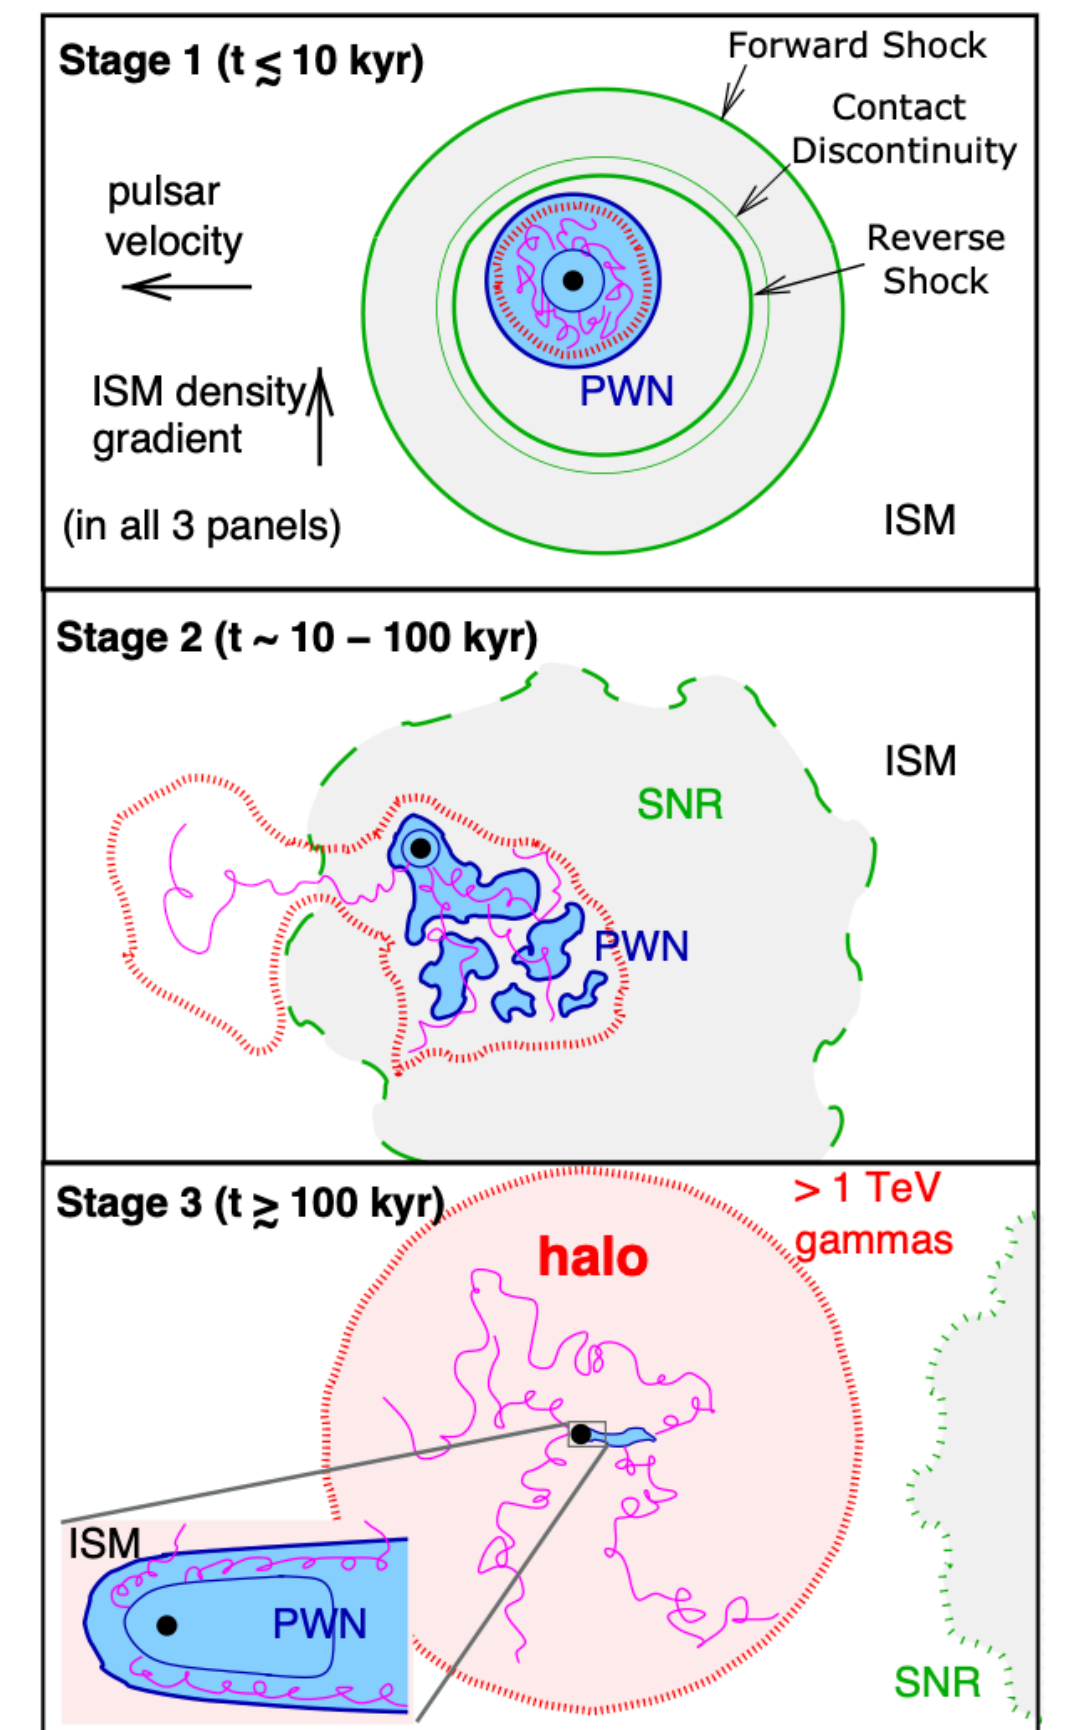 Stage 1 (t ≲ 10 kyr)
Forward Shock
Contact
Discontinuity
Reverse
Shock
pulsar
velocity
ISM density
gradient
(in all 3 panels)
PWN
ISM
Stage 2 (t ~ 10 – 100 kyr)
ISM
SNR
PWN
Stage 3 (t ≳ 100 kyr)
> 1 TeV
gammas
halo
ISM
PWN
SNR